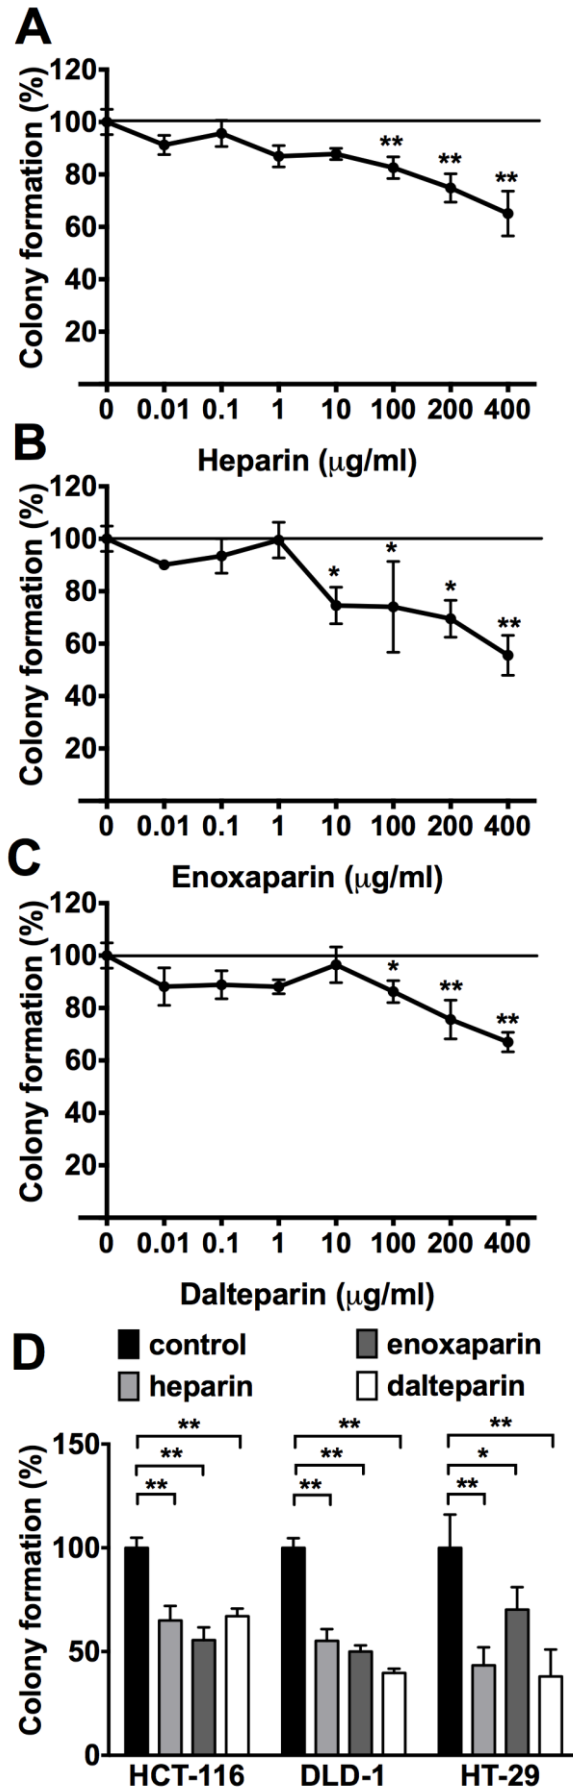 A
Colony formation (%)
120
100
80
60
40
20
** ** **
0 0.01 0.1 1 10 100 200 400
Heparin (μg/ml)
B
Colony formation (%)
120
100
80
60
40
20
* * * **
0 0.01 0.1 1 10 100 200 400
Enoxaparin (μg/ml)
C
Colony formation (%)
120
100
80
60
40
20
* ** **
0 0.01 0.1 1 10 100 200 400
Dalteparin (μg/ml)
D
control enoxaparin
heparin dalteparin
Colony formation (%)
150
100
50
0
** ** **
** ** *
** ** **
HCT-116 DLD-1 HT-29